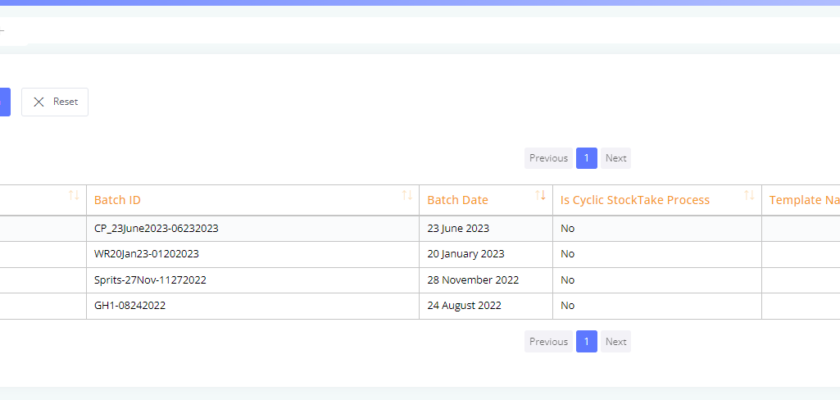 Reset
Previous 1 Next
Batch ID Batch Date Is Cyclic StockTake Process Template Na
CP_23June2023-06232023 23 June 2023 No
WR20Jan23-01202023 20 January 2023 No
Sprits-27Nov-11272022 28 November 2022 No
GH1-08242022 24 August 2022 No
Previous 1 Next